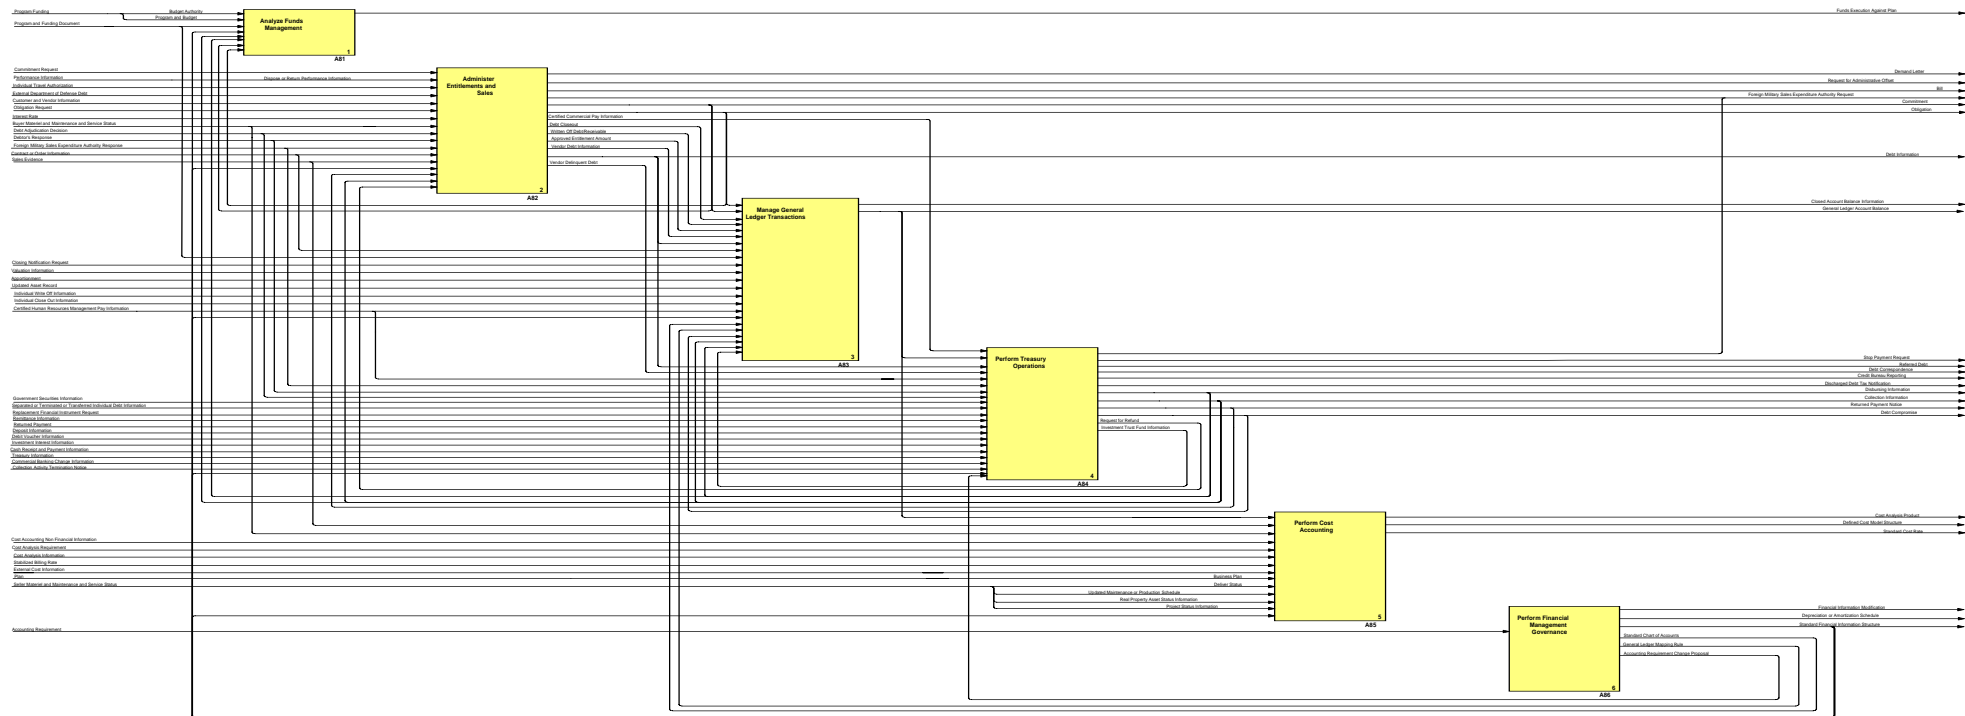 Program Funding
Budget Authority
Program and Budget
Program and Funding Document
Analyze Funds
Management
1
A81
Funds Execution Against Plan
Commitment Request
Performance Information
Dispose or Return Performance Information
Individual Travel Authorization
External Department of Defense Debt
Customer and Vendor Information
Obligation Request
Interest Rate
Buyer Materiel and Maintenance and Service Status
Debt Adjudication Decision
Debtor's Response
Foreign Military Sales Expenditure Authority Response
Contract or Order Information
Sales Evidence
Administer
Entitlements and
Sales
2
A82
Certified Commercial Pay Information
Debt Closeout
Written Off Debt/Receivable
Approved Entitlement Amount
Vendor Debt Information
Vendor Delinquent Debt
Demand Letter
Request for Administrative Offset
Bill
Foreign Military Sales Expenditure Authority Request
Commitment
Obligation
Debt Information
Manage General
Ledger Transactions
3
A83
Closed Account Balance Information
General Ledger Account Balance
Closing Notification Request
Valuation Information
Apportionment
Updated Asset Record
Individual Write Off Information
Individual Close Out Information
Certified Human Resources Management Pay Information
Perform Treasury
Operations
4
A84
Request for Refund
Investment Trust Fund Information
Stop Payment Request
Referred Debt
Debt Correspondence
Credit Bureau Reporting
Discharged Debt Tax Notification
Disbursing Information
Collection Information
Returned Payment Notice
Debt Compromise
Government Securities Information
Separated or Terminated or Transferred Individual Debt Information
Replacement Financial Instrument Request
Remittance Information
Returned Payment
Deposit Information
Debit Voucher Information
Investment Interest Information
Cash Receipt and Payment Information
Treasury Information
Commercial Banking Change Information
Collection Activity Termination Notice
Perform Cost
Accounting
5
A85
Cost Analysis Product
Defined Cost Model Structure
Standard Cost Rate
Cost Accounting Non Financial Information
Cost Analysis Requirement
Cost Analysis Information
Stabilized Billing Rate
External Cost Information
Plan
Business Plan
Seller Materiel and Maintenance and Service Status
Deliver Status
Updated Maintenance or Production Schedule
Real Property Asset Status Information
Project Status Information
Accounting Requirement
Perform Financial
Management
Governance
6
A86
Financial Information Modification
Depreciation or Amortization Schedule
Standard Financial Information Structure
Standard Chart of Accounts
General Ledger Mapping Rule
Accounting Requirement Change Proposal